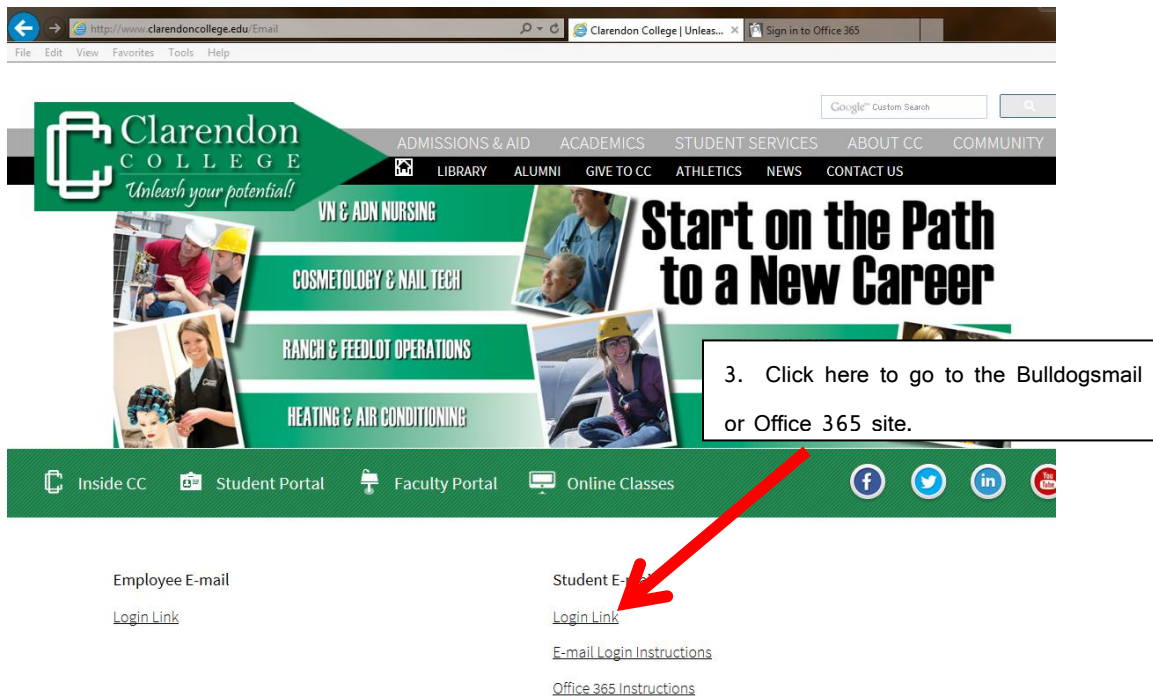 http://www.clarendoncollege.edu/Email
Clarendon College | Unleas...
Sign in to Office 365
File Edit View Favorites Tools Help
Google™ Custom Search
Clarendon
COLLEGE
Unleash your potential!
ADMISSIONS & AID ACADEMICS STUDENT SERVICES ABOUT CC COMMUNITY
LIBRARY ALUMNI GIVE TO CC ATHLETICS NEWS CONTACT US
VN & ADN NURSING
COSMETOLOGY & NAIL TECH
RANCH & FEEDLOT OPERATIONS
HEATING & AIR CONDITIONING
Start on the Path
to a New Career
3. Click here to go to the Bulldogsmail
or Office 365 site.
Inside CC Student Portal Faculty Portal Online Classes
You
Tube
Employee E-mail
Login Link
Student E-mail
Login Link
E-mail Login Instructions
Office 365 Instructions